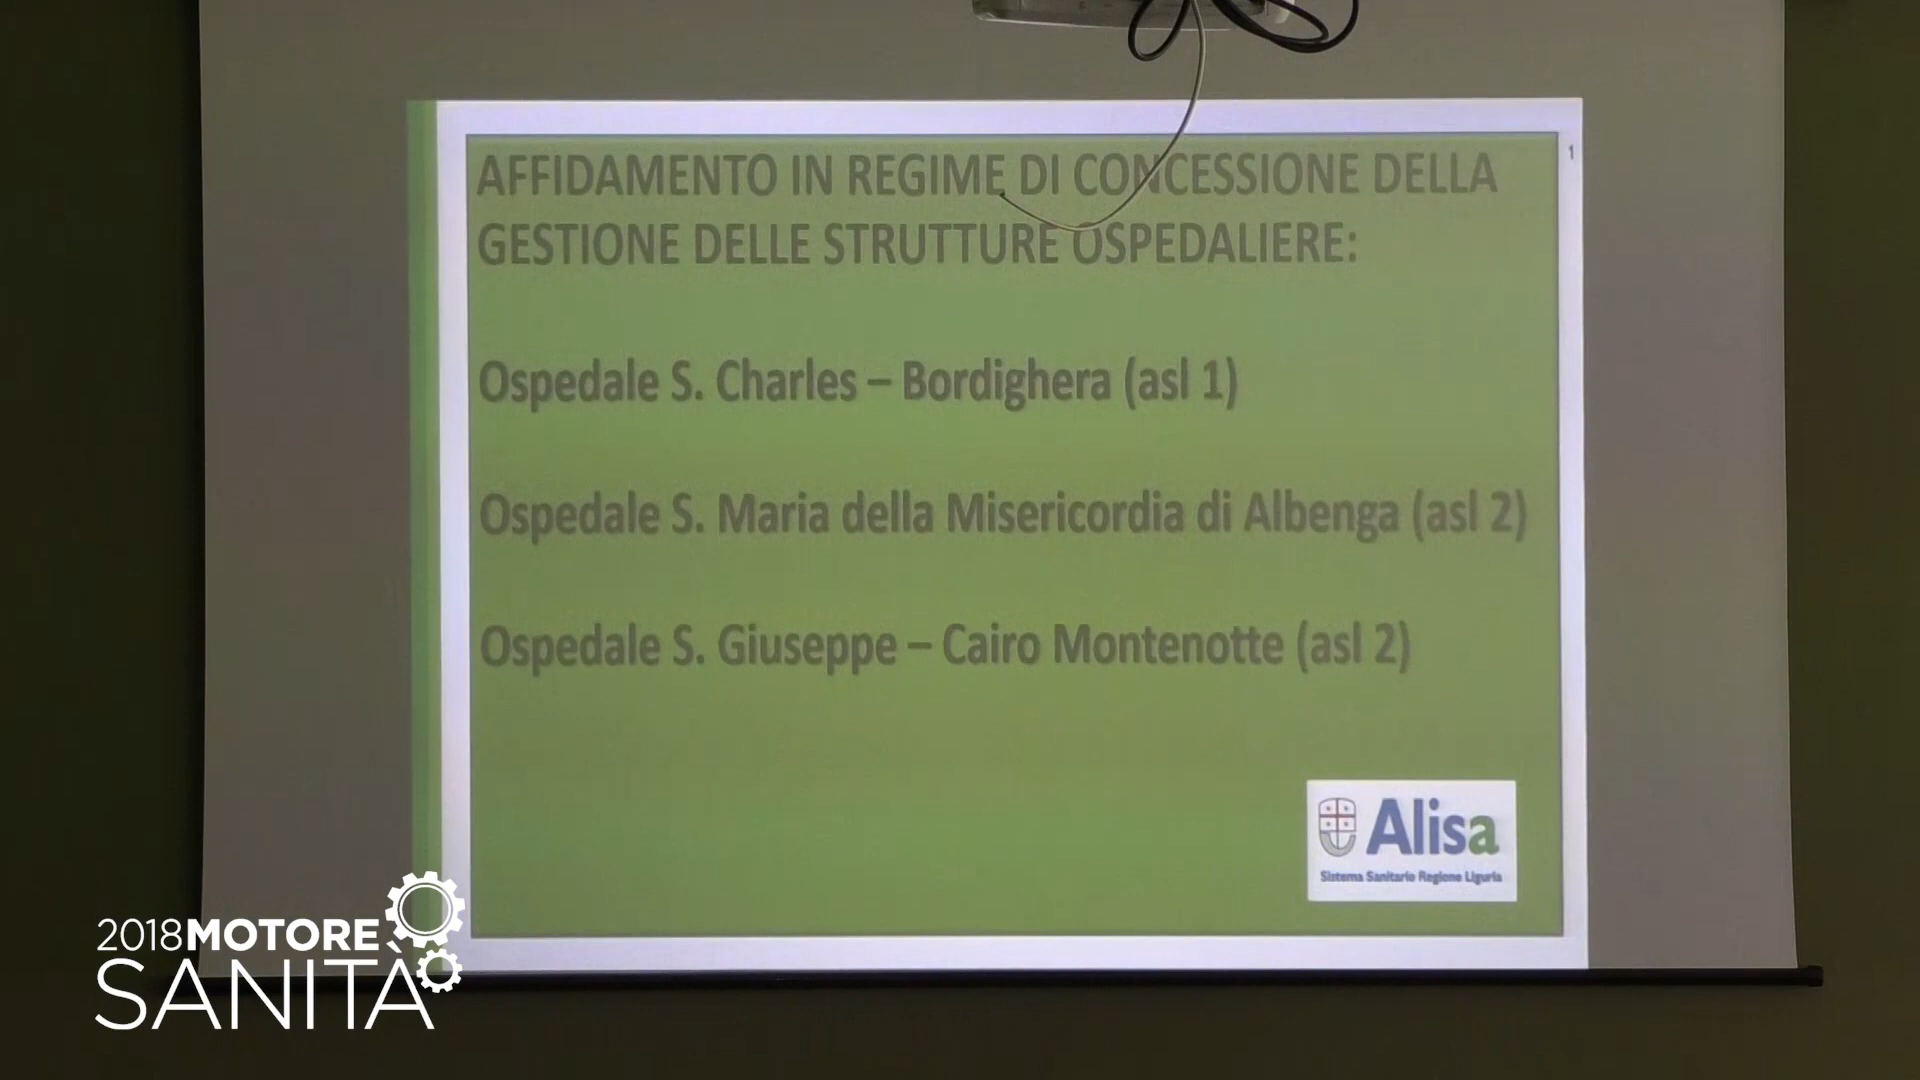 1
AFFIDAMENTO IN REGIME DI CONCESSIONE DELLA
GESTIONE DELLE STRUTTURE OSPEDALIERE:
Ospedale S. Charles – Bordighera (asl 1)
Ospedale S. Maria della Misericordia di Albenga (asl 2)
Ospedale S. Giuseppe – Cairo Montenotte (asl 2)
Alisa
Sistema Sanitario Regione Liguria
2018MOTORE
SANITÀ